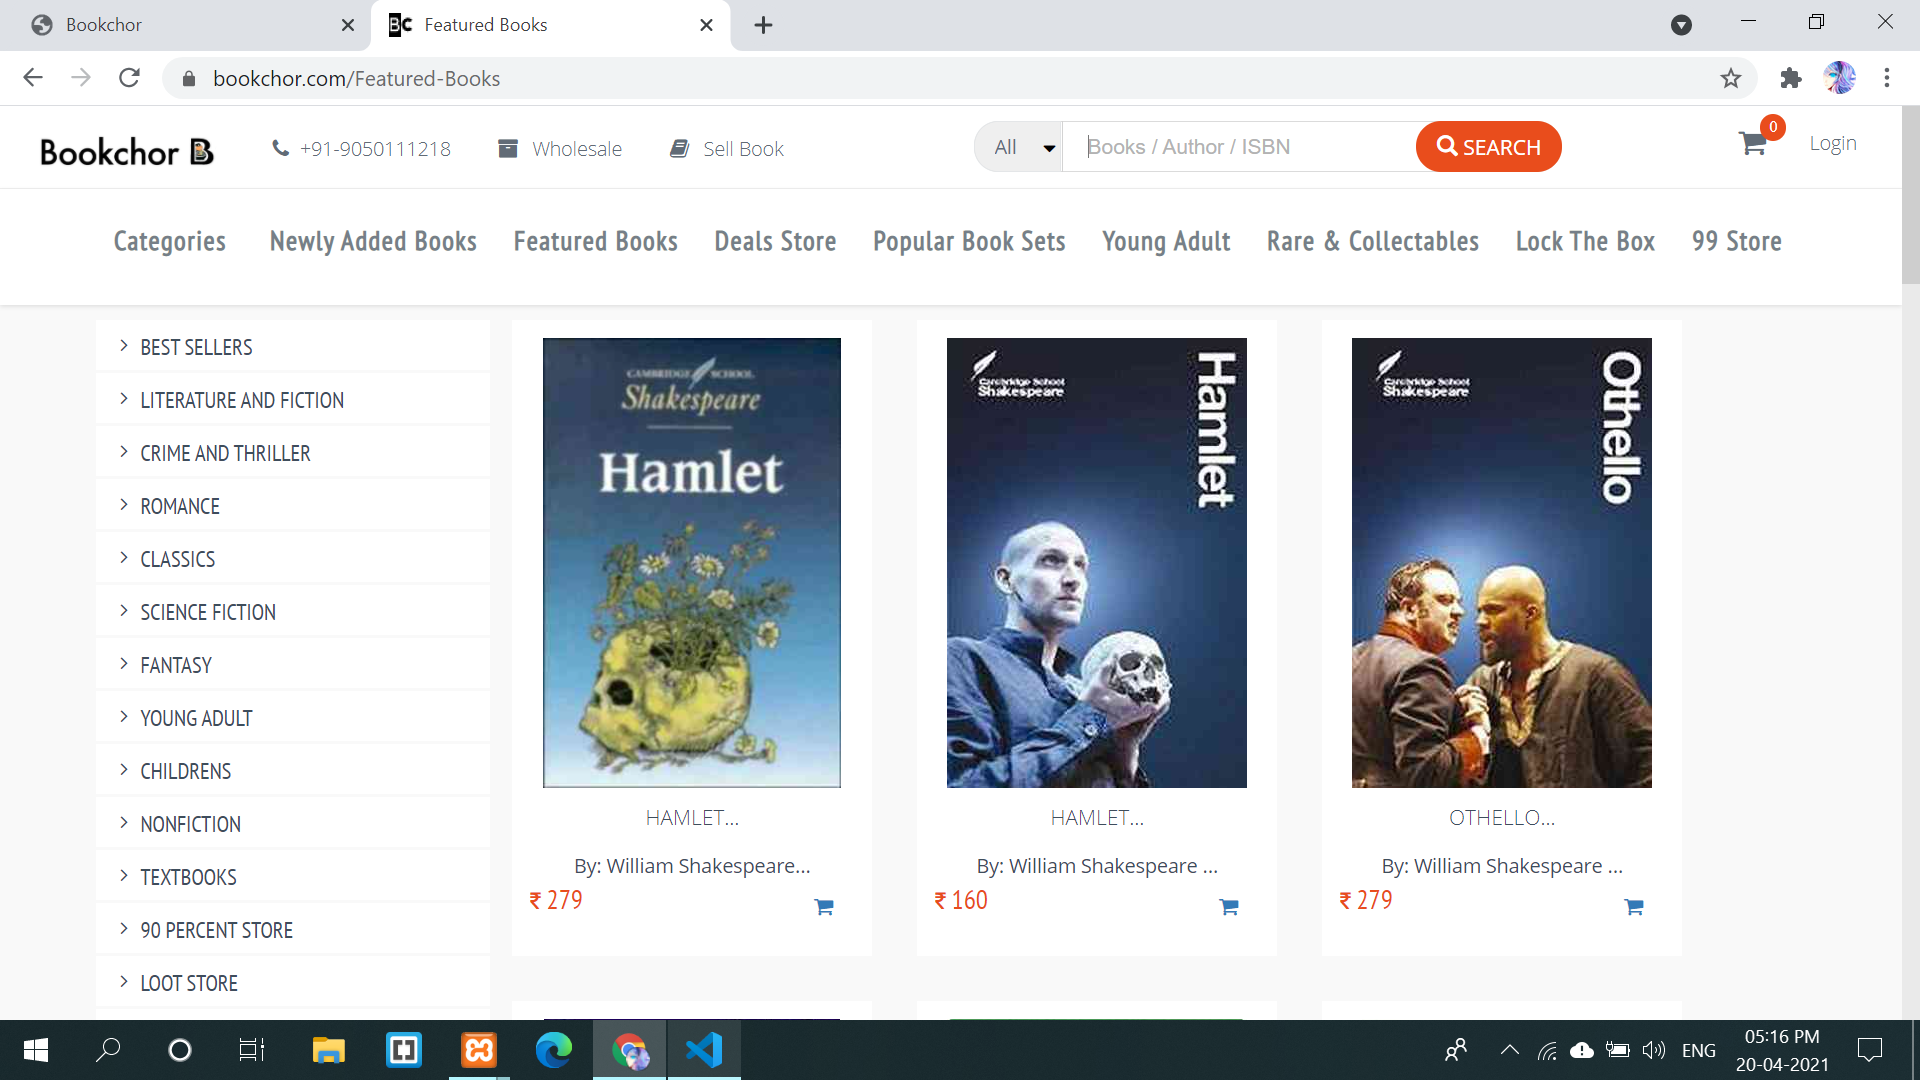 Bookchor
Featured Books
bookchor.com/Featured-Books
Bookchor B
+91-9050111218
Wholesale
Sell Book
All
Books / Author / ISBN
SEARCH
0
Login
Categories
Newly Added Books
Featured Books
Deals Store
Popular Book Sets
Young Adult
Rare & Collectables
Lock The Box
99 Store
BEST SELLERS
LITERATURE AND FICTION
CRIME AND THRILLER
ROMANCE
CLASSICS
SCIENCE FICTION
FANTASY
YOUNG ADULT
CHILDRENS
NONFICTION
TEXTBOOKS
90 PERCENT STORE
LOOT STORE
CAMBRIDGE SCHOOL
Shakespeare
Hamlet
HAMLET...
By: William Shakespeare...
₹ 279
Cambridge School
Shakespeare
Hamlet
HAMLET...
By: William Shakespeare ...
₹ 160
Cambridge School
Shakespeare
Othello
OTHELLO...
By: William Shakespeare ...
₹ 279
ENG
05:16 PM
20-04-2021